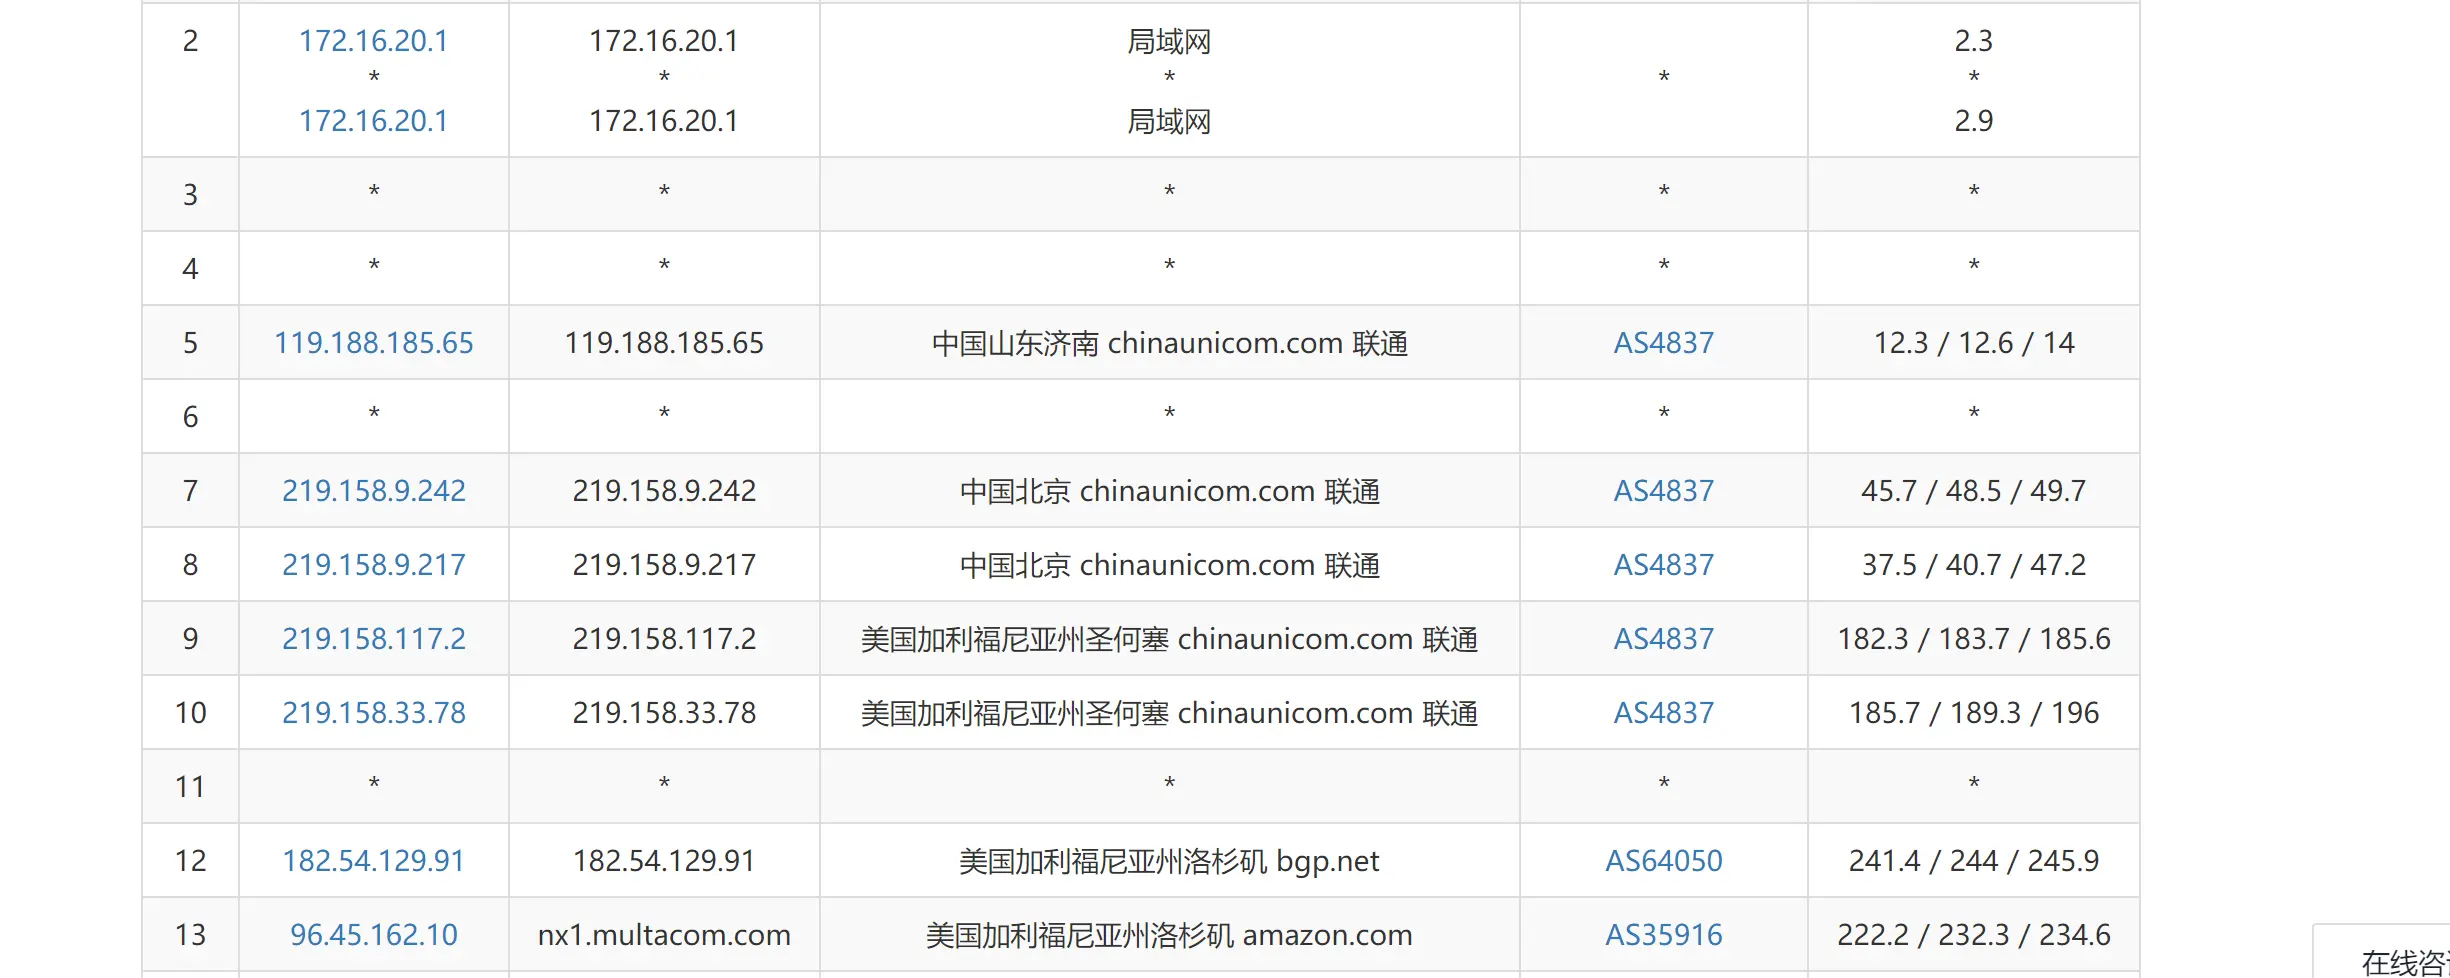 2 172.16.20.1 172.16.20.1 局域网 2.3
* * * * *
172.16.20.1 172.16.20.1 局域网 2.9
3 * * * * *
4 * * * * *
5 119.188.185.65 119.188.185.65 中国山东济南 chinaunicom.com 联通 AS4837 12.3 / 12.6 / 14
6 * * * * *
7 219.158.9.242 219.158.9.242 中国北京 chinaunicom.com 联通 AS4837 45.7 / 48.5 / 49.7
8 219.158.9.217 219.158.9.217 中国北京 chinaunicom.com 联通 AS4837 37.5 / 40.7 / 47.2
9 219.158.117.2 219.158.117.2 美国加利福尼亚州圣何塞 chinaunicom.com 联通 AS4837 182.3 / 183.7 / 185.6
10 219.158.33.78 219.158.33.78 美国加利福尼亚州圣何塞 chinaunicom.com 联通 AS4837 185.7 / 189.3 / 196
11 * * * * *
12 182.54.129.91 182.54.129.91 美国加利福尼亚州洛杉矶 bgp.net AS64050 241.4 / 244 / 245.9
13 96.45.162.10 nx1.multacom.com 美国加利福尼亚州洛杉矶 amazon.com AS35916 222.2 / 232.3 / 234.6
在线咨